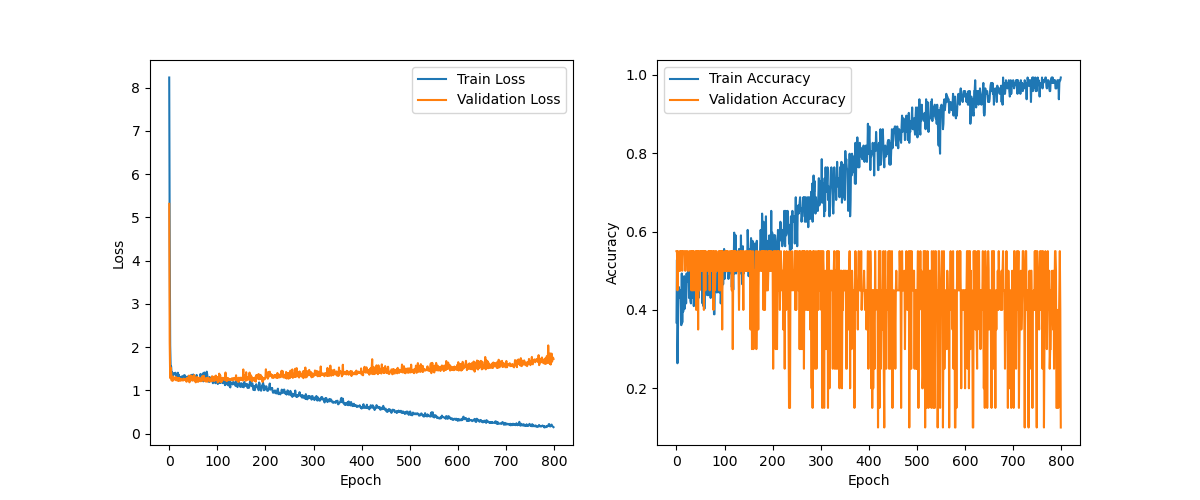 Train Loss
Validation Loss
8
7
6
5
4
3
2
1
0
Loss
0 100 200 300 400 500 600 700 800
Epoch
Train Accuracy
Validation Accuracy
1.0
0.8
0.6
0.4
0.2
Accuracy
0 100 200 300 400 500 600 700 800
Epoch